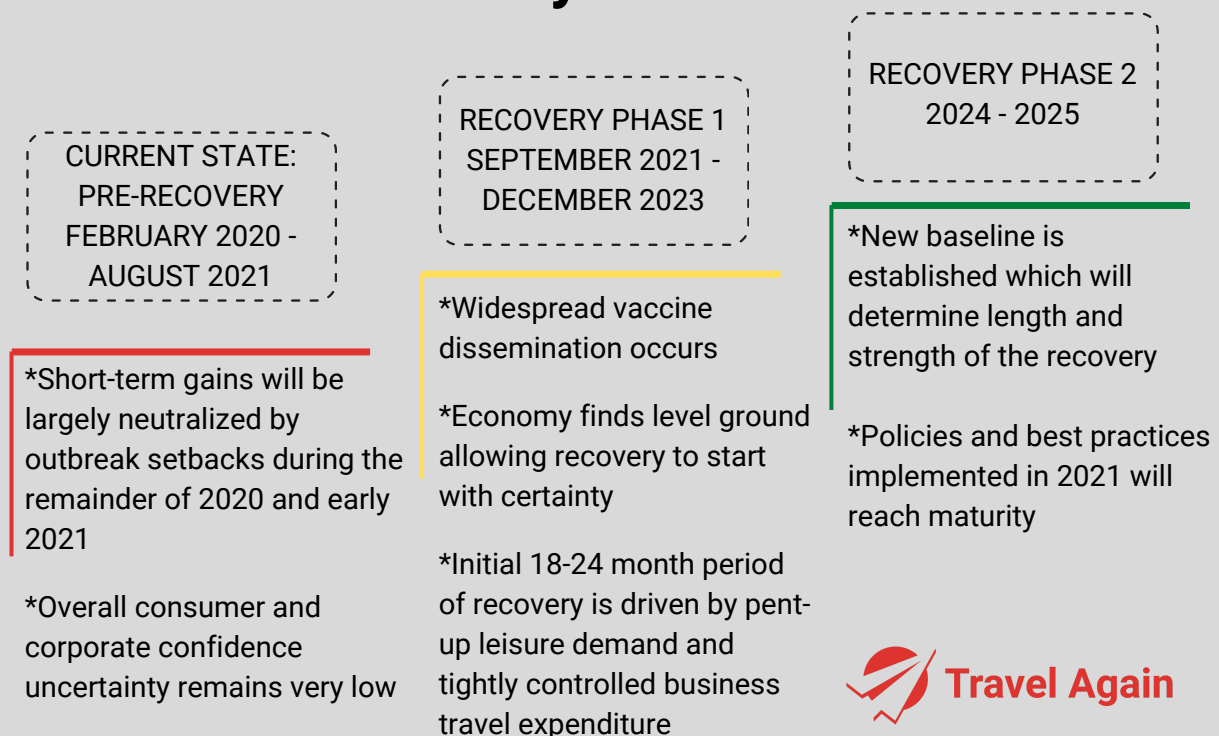 CURRENT STATE:
PRE-RECOVERY
FEBRUARY 2020 -
AUGUST 2021
*Short-term gains will be
largely neutralized by
outbreak setbacks during the
remainder of 2020 and early
2021
*Overall consumer and
corporate confidence
uncertainty remains very low
RECOVERY PHASE 1
SEPTEMBER 2021 -
DECEMBER 2023
*Widespread vaccine
dissemination occurs
*Economy finds level ground
allowing recovery to start
with certainty
*Initial 18-24 month period
of recovery is driven by pent-
up leisure demand and
tightly controlled business
travel expenditure
RECOVERY PHASE 2
2024 - 2025
*New baseline is
established which will
determine length and
strength of the recovery
*Policies and best practices
implemented in 2021 will
reach maturity
Travel Again